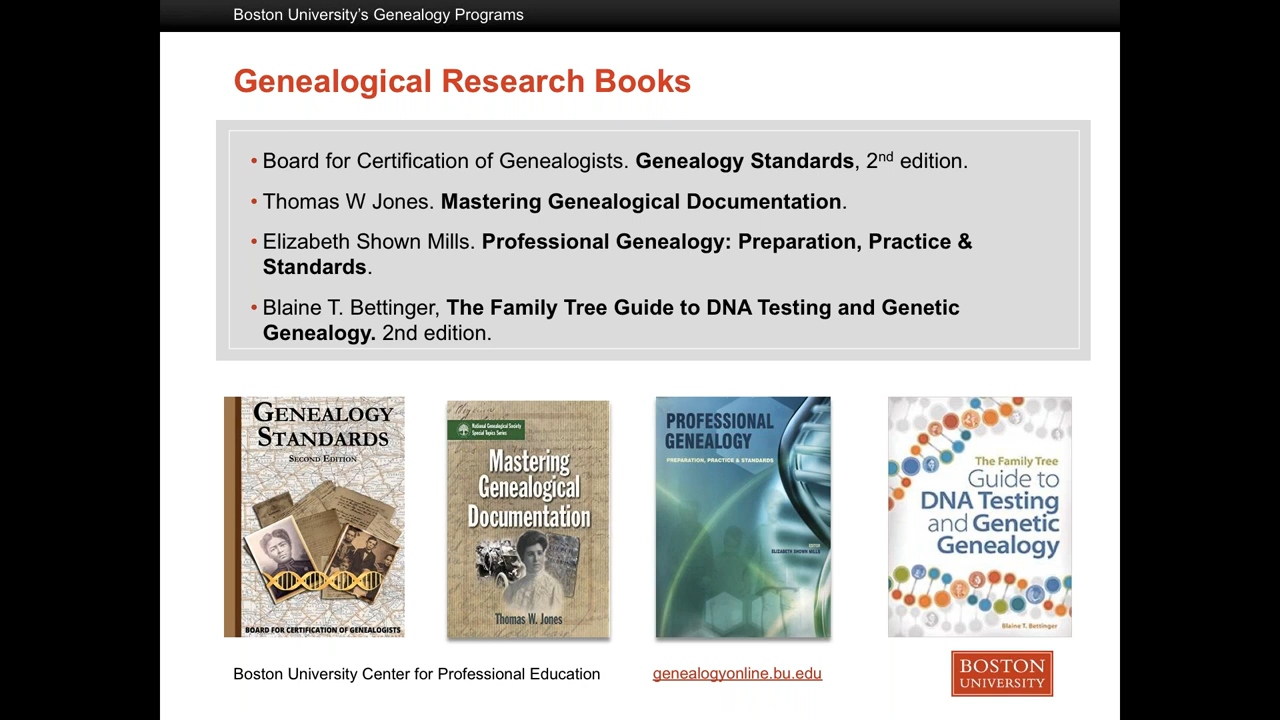 Boston University's Genealogy Programs
Genealogical Research Books
• Board for Certification of Genealogists. Genealogy Standards, 2nd edition.
• Thomas W Jones. Mastering Genealogical Documentation.
• Elizabeth Shown Mills. Professional Genealogy: Preparation, Practice &
Standards.
• Blaine T. Bettinger, The Family Tree Guide to DNA Testing and Genetic
Genealogy. 2nd edition.
GENEALOGY
STANDARDS
SECOND EDITION
BOARD FOR CERTIFICATION OF GENEALOGISTS
National Genealogical Society
Special Topics Series
Mastering
Genealogical
Documentation
Thomas W. Jones
PROFESSIONAL
GENEALOGY
PREPARATION, PRACTICE & STANDARDS
ELIZABETH SHOWN MILLS
The Family Tree
Guide to
DNA Testing
and Genetic
Genealogy
Blaine T. Bettinger
Boston University Center for Professional Education
genealogyonline.bu.edu
BOSTON
UNIVERSITY